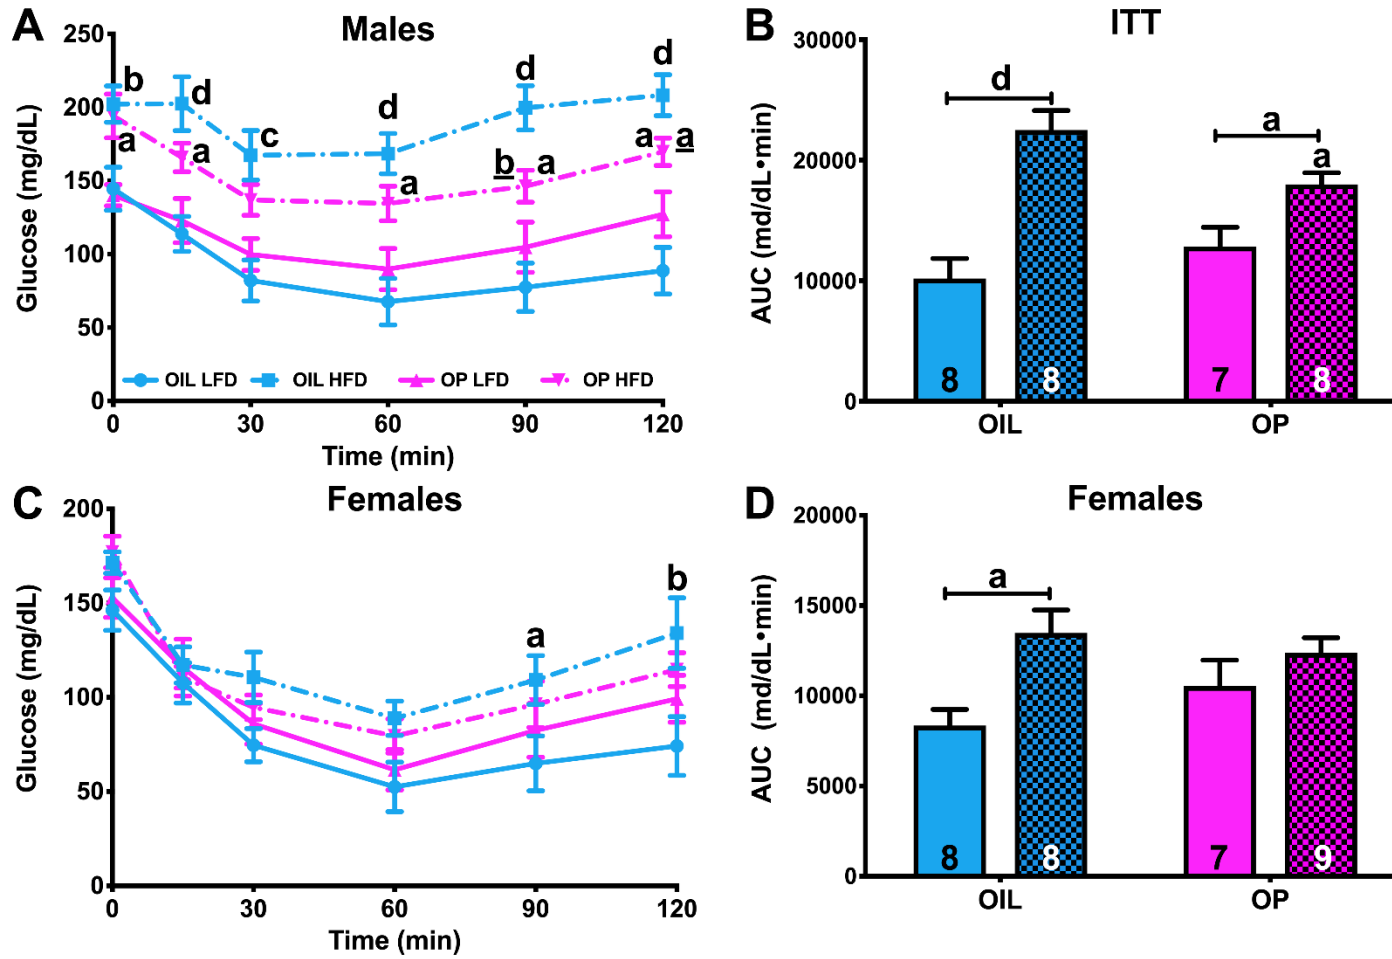 A
Males
250
200
150
100
50
0
Glucose (mg/dL)
b
d
d
d
d
c
a
a
a
b
a
a
a
OIL LFD
OIL HFD
OP LFD
OP HFD
0
30
60
90
120
Time (min)
B
ITT
30000
20000
10000
0
AUC (md/dL•min)
d
a
a
8
8
7
8
OIL
OP
C
Females
200
150
100
50
0
Glucose (mg/dL)
a
b
0
30
60
90
120
Time (min)
D
Females
20000
15000
10000
5000
0
AUC (md/dL•min)
a
8
8
7
9
OIL
OP